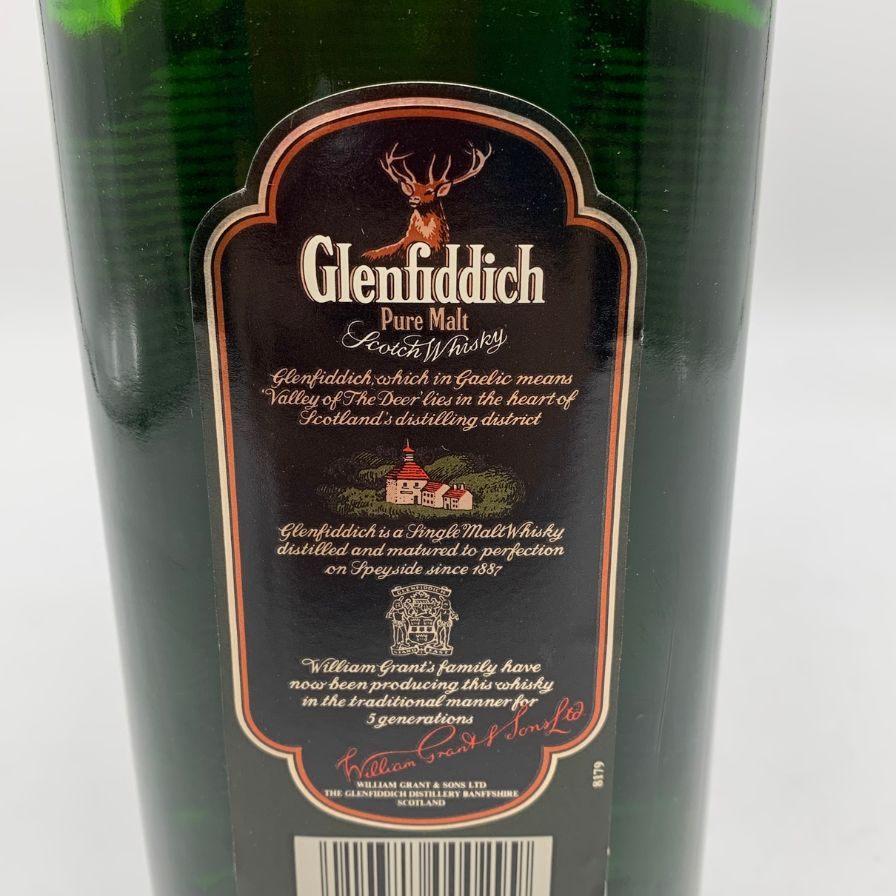 Glenfiddich
Pure Malt
Scotch Whisky
Glenfiddich, which in Gaelic means
'Valley of The Deer' lies in the heart of
Scotland's distilling district
Glenfiddich is a Single Malt Whisky
distilled and matured to perfection
on Speyside since 1887
GLENFIDDICH
STAND FAST
William Grant's family have
now been producing this whisky
in the traditional manner for
5 generations
William Grant & Sons Ltd.
WILLIAM GRANT & SONS LTD
THE GLENFIDDICH DISTILLERY BANFFSHIRE
SCOTLAND
8179